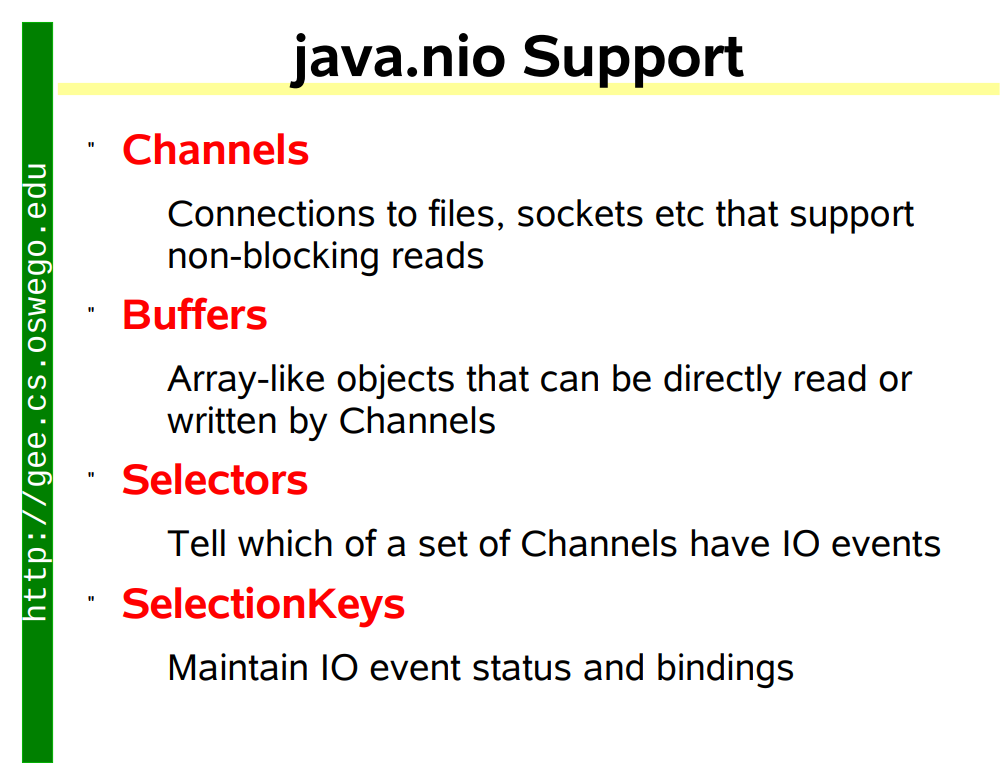 java.nio Support
" Channels
Connections to files, sockets etc that support
non-blocking reads
" Buffers
Array-like objects that can be directly read or
written by Channels
" Selectors
Tell which of a set of Channels have IO events
" SelectionKeys
Maintain IO event status and bindings
http://gee.cs.oswego.edu